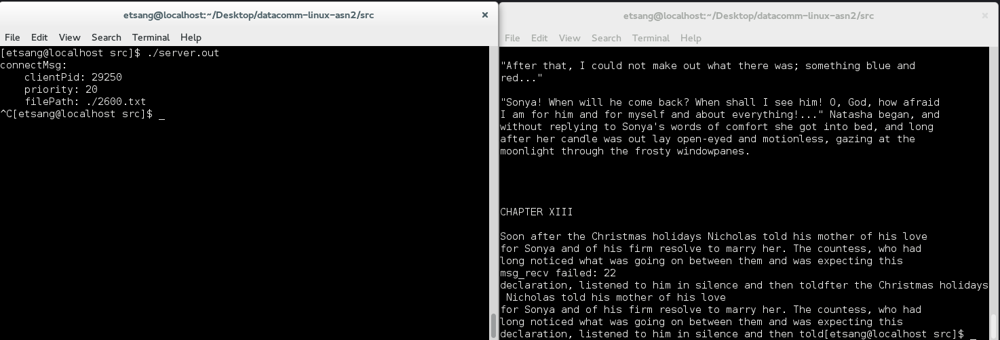 etsang@localhost:~/Desktop/datacomm-linux-asn2/src ×
File Edit View Search Terminal Help
[etsang@localhost src]$ ./server.out
connectMsg:
    clientPid: 29250
    priority: 20
    filePath: ./2600.txt
^C[etsang@localhost src]$ _
etsang@localhost:~/Desktop/datacomm-linux-asn2/src ×
File Edit View Search Terminal Help
"After that, I could not make out what there was; something blue and
red..."
"Sonya! When will he come back? When shall I see him! O, God, how afraid
I am for him and for myself and about everything!..." Natasha began, and
without replying to Sonya's words of comfort she got into bed, and long
after her candle was out lay open-eyed and motionless, gazing at the
moonlight through the frosty windowpanes.
CHAPTER XIII
Soon after the Christmas holidays Nicholas told his mother of his love
for Sonya and of his firm resolve to marry her. The countess, who had
long noticed what was going on between them and was expecting this
msg_recv failed: 22
declaration, listened to him in silence and then toldfter the Christmas holidays
 Nicholas told his mother of his love
for Sonya and of his firm resolve to marry her. The countess, who had
long noticed what was going on between them and was expecting this
declaration, listened to him in silence and then told[etsang@localhost src]$ _